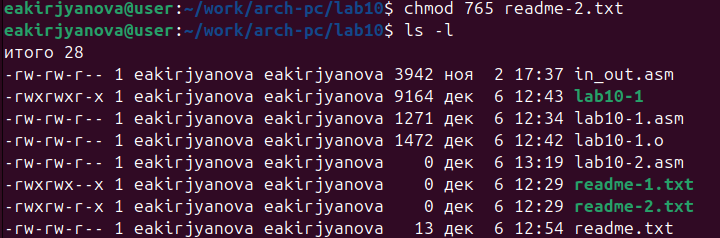 eakirjyanova@user:~/work/arch-pc/lab10$ chmod 765 readme-2.txt
eakirjyanova@user:~/work/arch-pc/lab10$ ls -l
итого 28
-rw-rw-r-- 1 eakirjyanova eakirjyanova 3942 ноя  2 17:37 in_out.asm
-rwxrwxr-x 1 eakirjyanova eakirjyanova 9164 дек  6 12:43 lab10-1
-rw-rw-r-- 1 eakirjyanova eakirjyanova 1271 дек  6 12:34 lab10-1.asm
-rw-rw-r-- 1 eakirjyanova eakirjyanova 1472 дек  6 12:42 lab10-1.o
-rw-rw-r-- 1 eakirjyanova eakirjyanova    0 дек  6 13:19 lab10-2.asm
-rwxrwx--x 1 eakirjyanova eakirjyanova    0 дек  6 12:29 readme-1.txt
-rwxrw-r-x 1 eakirjyanova eakirjyanova    0 дек  6 12:29 readme-2.txt
-rw-rw-r-- 1 eakirjyanova eakirjyanova   13 дек  6 12:54 readme.txt